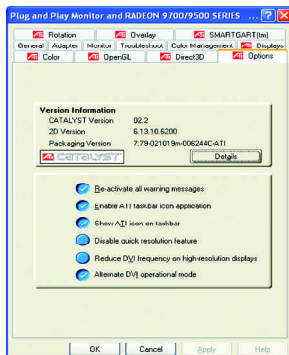 Plug and Play Monitor and RADEON 9700/9500 SERIES ...
Rotation Overlay SMARTGART(tm)
General Adapter Monitor Troubleshoot Color Management Displays
Color OpenGL Direct3D Options
Version Information
CATALYST Version 02.2
2D Version 6.13.10.6200
Packaging Version 7.79-021019m-006244C-ATI
ATI CATALYST Details
Re-activate all warning messages
Enable ATI taskbar icon application
Show ATI icon on taskbar
Disable quick resolution feature
Reduce DVI frequency on high-resolution displays
Alternate DVI operational mode
OK Cancel Apply Help